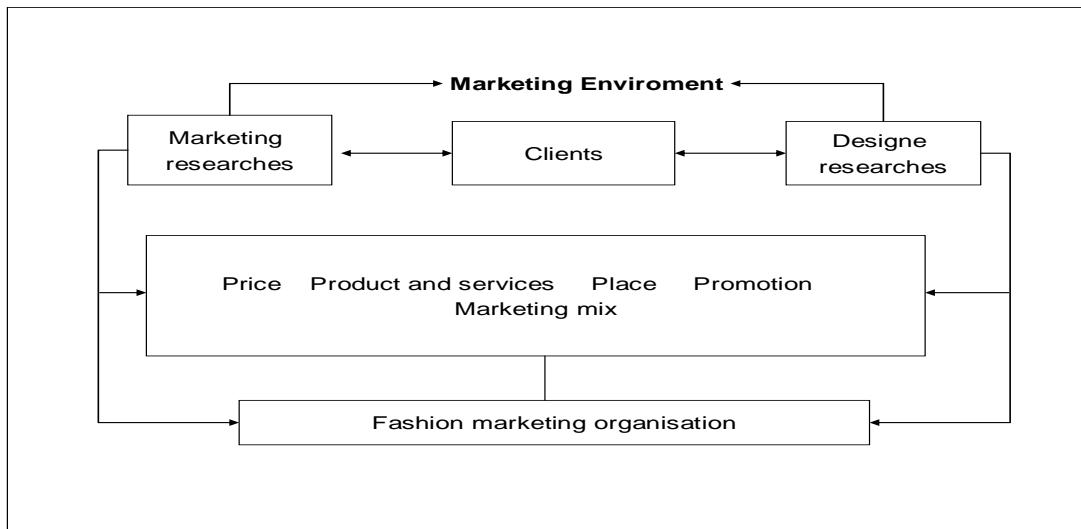 Marketing Enviroment
Marketing
researches
Clients
Designe
researches
Price Product and services Place Promotion
Marketing mix
Fashion marketing organisation